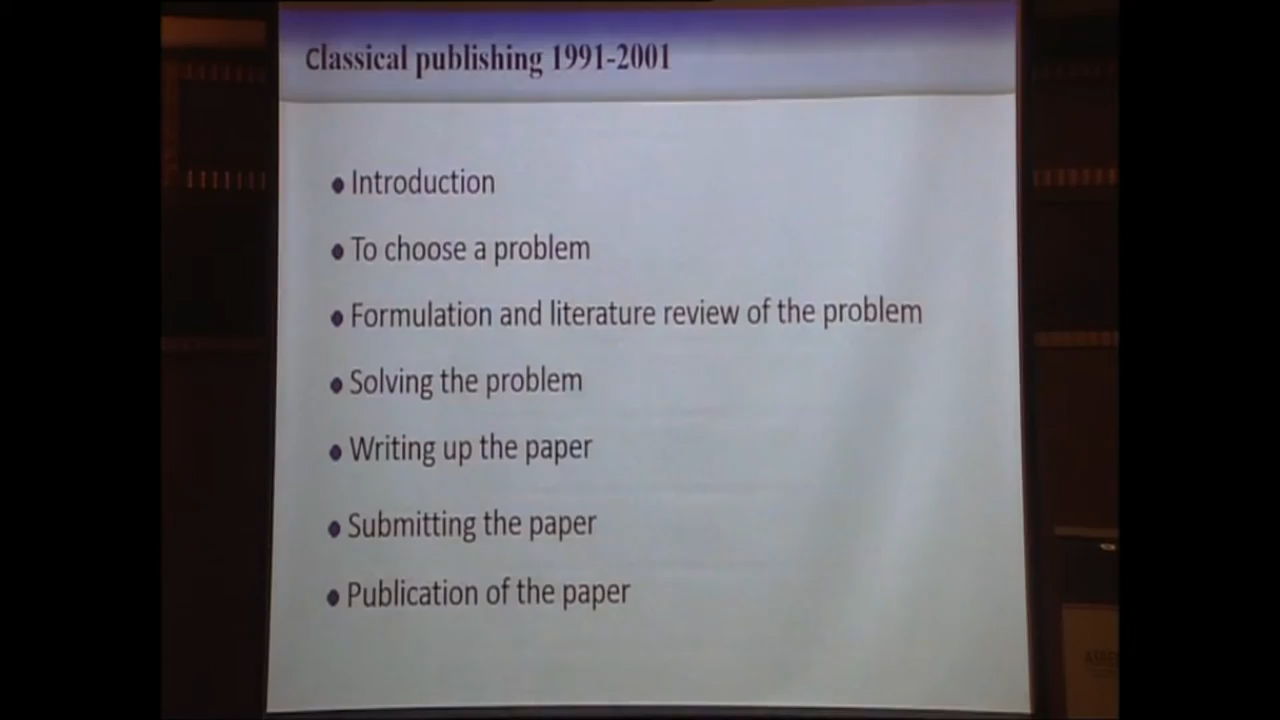 Classical publishing 1991-2001
• Introduction
• To choose a problem
• Formulation and literature review of the problem
• Solving the problem
• Writing up the paper
• Submitting the paper
• Publication of the paper